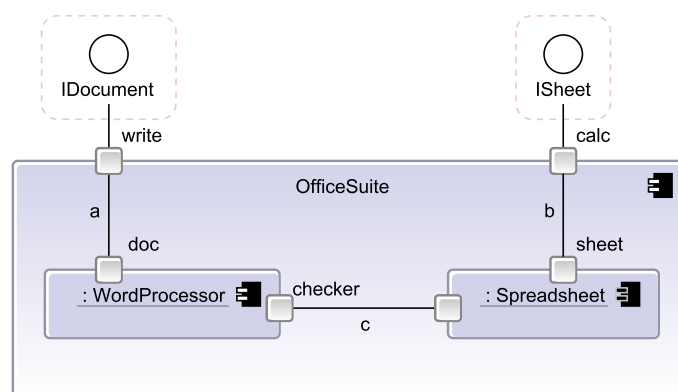 IDocument
ISheet
write
calc
OfficeSuite
a
b
doc
sheet
: WordProcessor
checker
: Spreadsheet
c